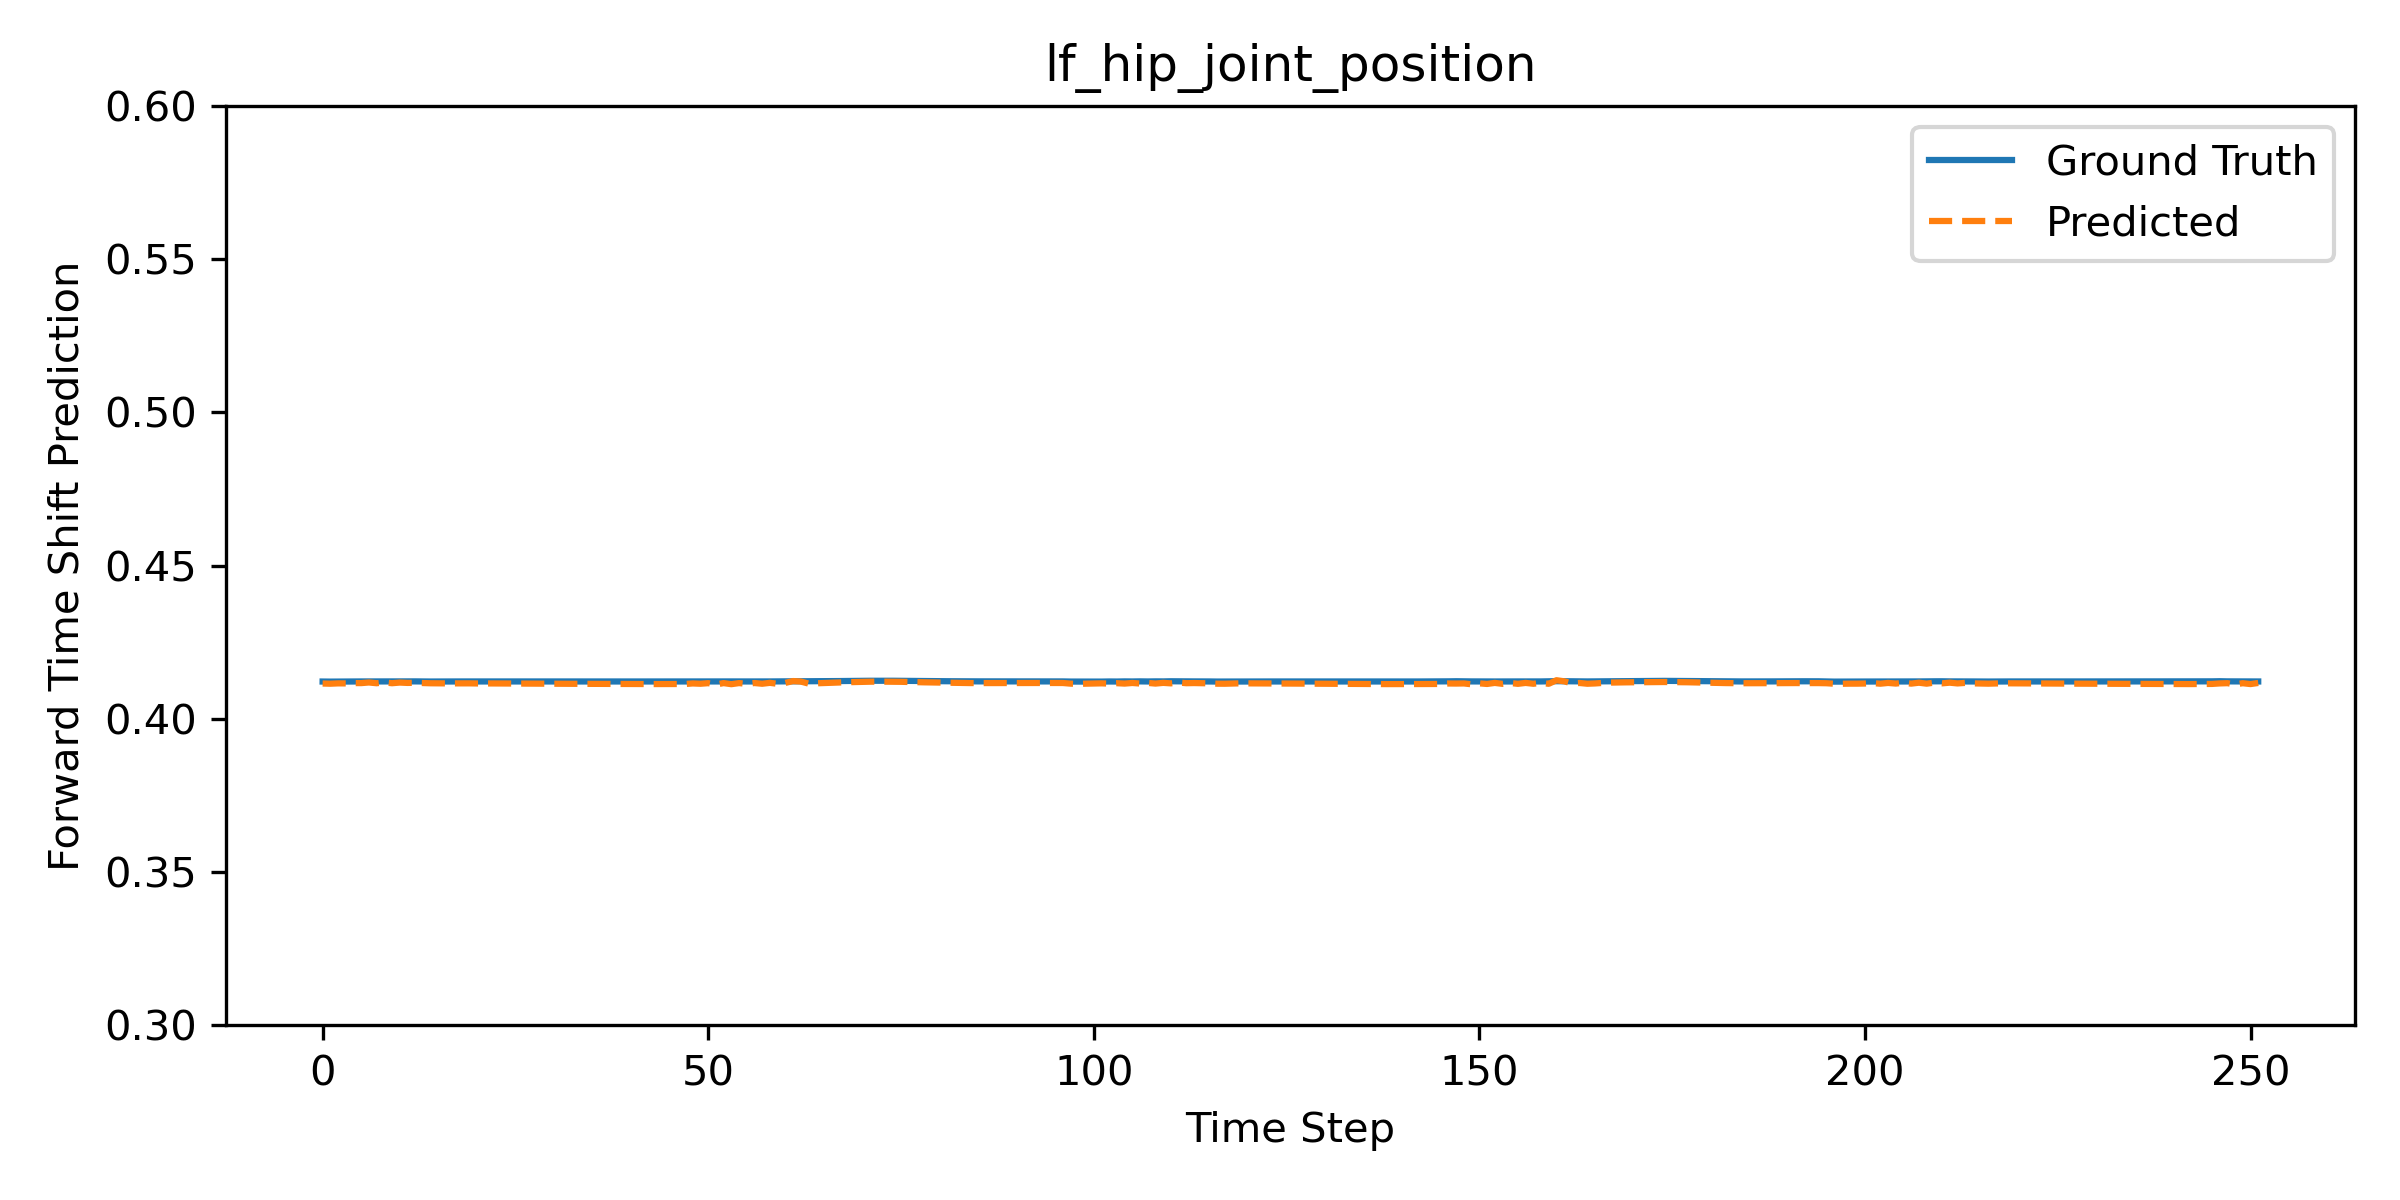 lf_hip_joint_position
Forward Time Shift Prediction
0.60
0.55
0.50
0.45
0.40
0.35
0.30
Ground Truth
Predicted
0 50 100 150 200 250
Time Step